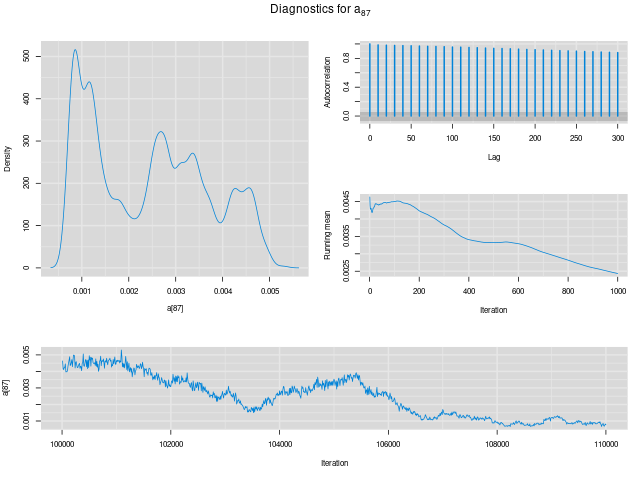 Diagnostics for a87
Density
0 100 200 300 400 500
0.001 0.002 0.003 0.004 0.005
a[87]
Autocorrelation
0.0 0.4 0.8
0 50 100 150 200 250 300
Lag
Running mean
0.0025 0.0035 0.0045
0 200 400 600 800 1000
Iteration
a[87]
0.001 0.003 0.005
100000 102000 104000 106000 108000 110000
Iteration